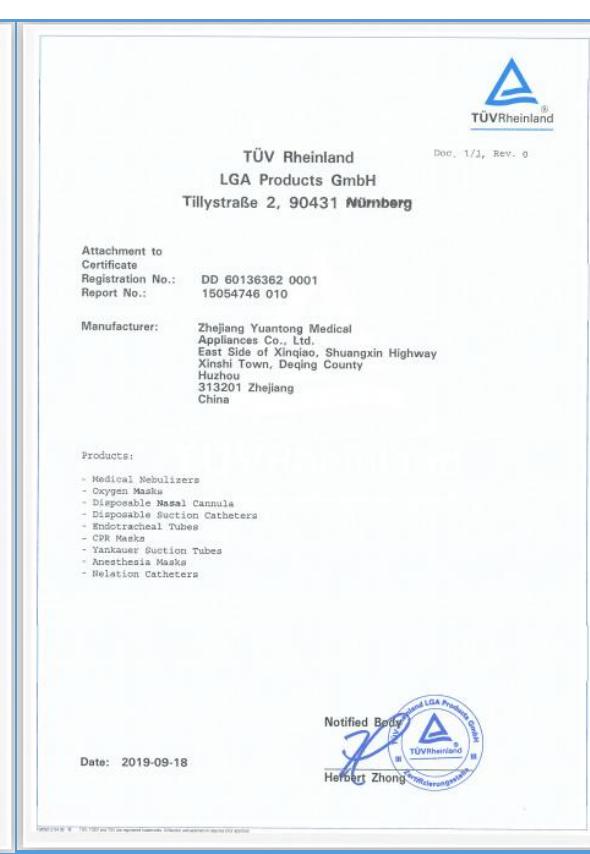 TÜVRheinland
®
Doc. 1/1, Rev. 0
TÜV Rheinland
LGA Products GmbH
Tillystraße 2, 90431 Nürnberg
Attachment to
Certificate
Registration No.: DD 60136362 0001
Report No.: 15054746 010
Manufacturer: Zhejiang Yuantong Medical
Appliances Co., Ltd.
East Side of Xinqiao, Shuangxin Highway
Xinshi Town, Deqing County
Huzhou
313201 Zhejiang
China
Products:
- Medical Nebulizers
- Oxygen Masks
- Disposable Nasal Cannula
- Disposable Suction Catheters
- Endotracheal Tubes
- CPR Masks
- Yankauer Suction Tubes
- Anesthesia Masks
- Nelation Catheters
Notified Body
TÜVRheinland
LGA Products GmbH
Zertifizierungsstelle
Date: 2019-09-18
Herbert Zhong